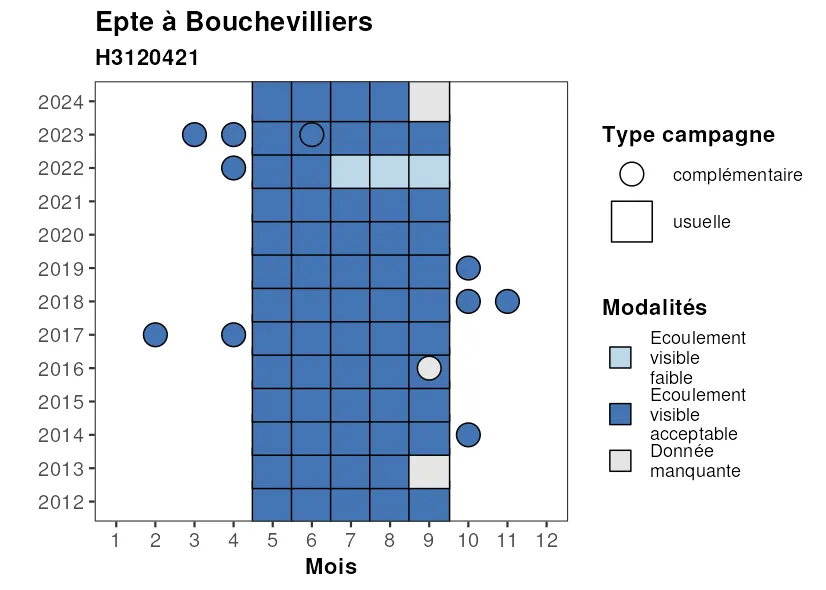 Epte à Bouchevilliers
H3120421
2024
2023
2022
2021
2020
2019
2018
2017
2016
2015
2014
2013
2012
1 2 3 4 5 6 7 8 9 10 11 12
Mois
Type campagne
complémentaire
usuelle
Modalités
Ecoulement
visible
faible
Ecoulement
visible
acceptable
Donnée
manquante